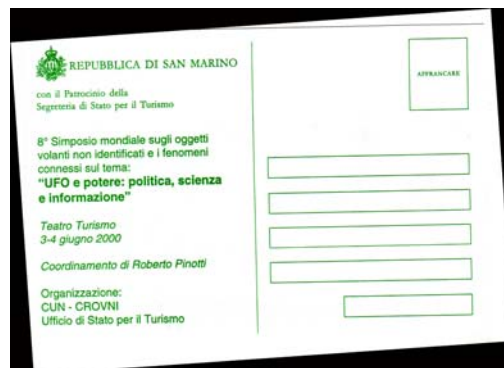 REPUBBLICA DI SAN MARINO
con il Patrocinio della
Segreteria di Stato per il Turismo
8° Simposio mondiale sugli oggetti
volanti non identificati e i fenomeni
connessi sul tema:
"UFO e potere: politica, scienza
e informazione"
Teatro Turismo
3-4 giugno 2000
Coordinamento di Roberto Pinotti
Organizzazione:
CUN - CROVNI
Ufficio di Stato per il Turismo
AFFRANCARE